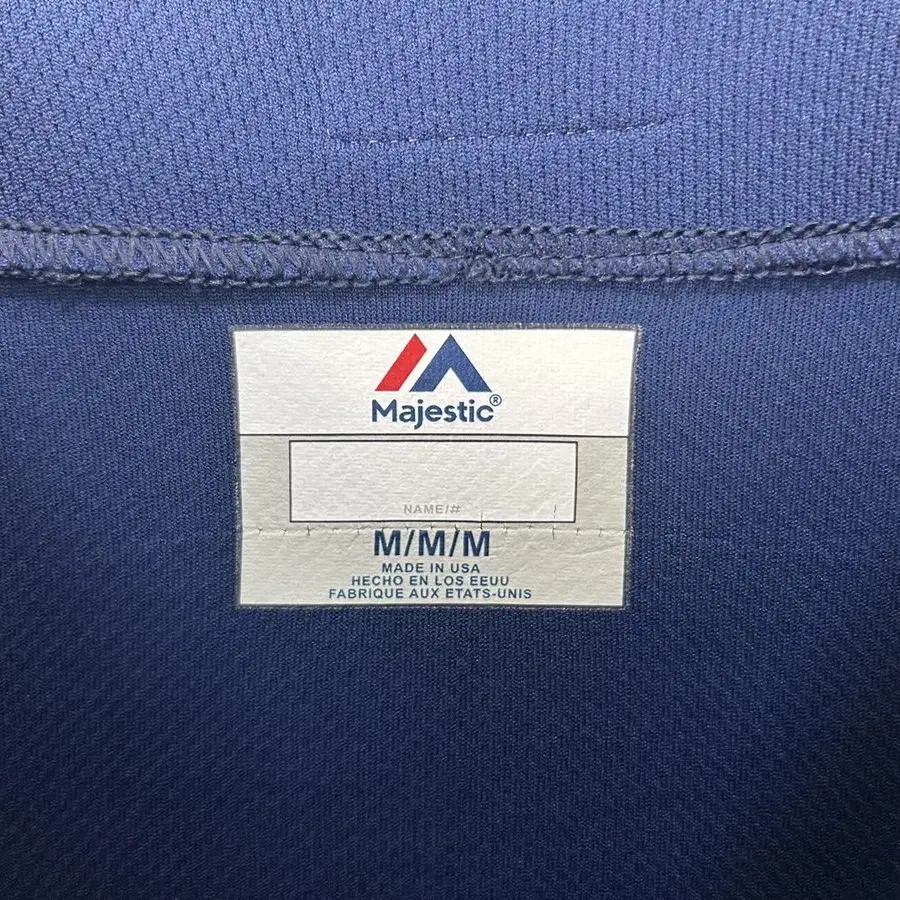 Majestic®
NAME/#
M/M/M
MADE IN USA
HECHO EN LOS EEUU
FABRIQUE AUX ETATS-UNIS